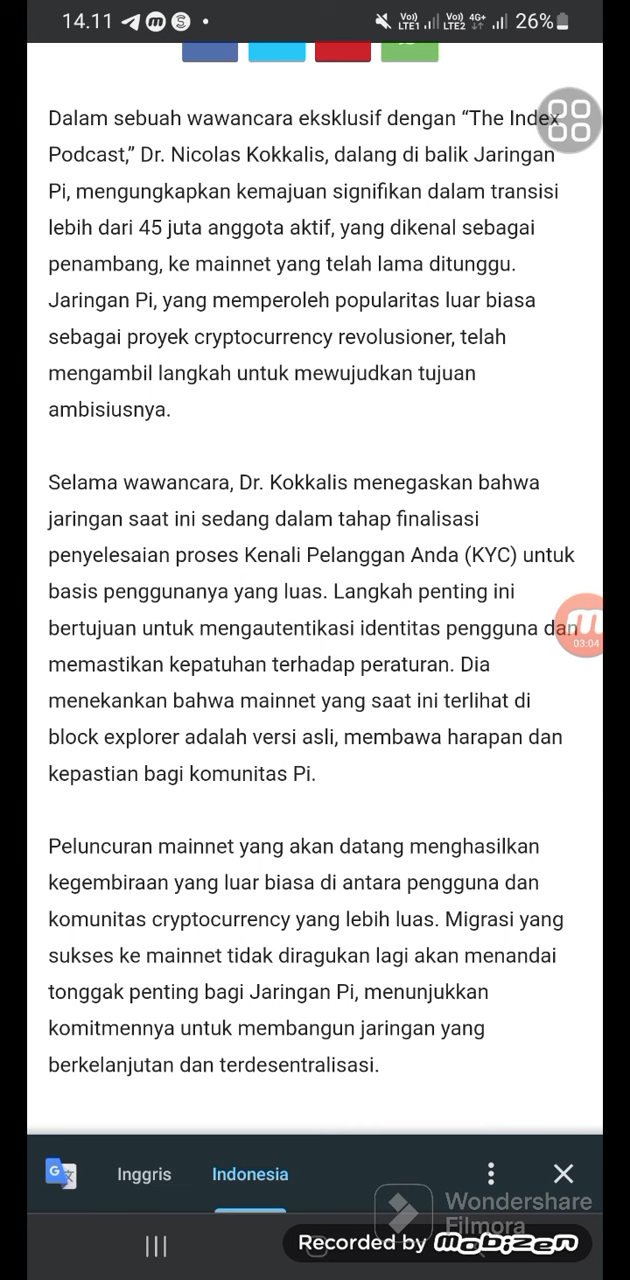 14.11
Vo)) LTE1 Vo)) LTE2 4G+ 26%
Dalam sebuah wawancara eksklusif dengan “The Index
Podcast,” Dr. Nicolas Kokkalis, dalang di balik Jaringan
Pi, mengungkapkan kemajuan signifikan dalam transisi
lebih dari 45 juta anggota aktif, yang dikenal sebagai
penambang, ke mainnet yang telah lama ditunggu.
Jaringan Pi, yang memperoleh popularitas luar biasa
sebagai proyek cryptocurrency revolusioner, telah
mengambil langkah untuk mewujudkan tujuan
ambisiusnya.
Selama wawancara, Dr. Kokkalis menegaskan bahwa
jaringan saat ini sedang dalam tahap finalisasi
penyelesaian proses Kenali Pelanggan Anda (KYC) untuk
basis penggunanya yang luas. Langkah penting ini
bertujuan untuk mengautentikasi identitas pengguna dan
03:04
memastikan kepatuhan terhadap peraturan. Dia
menekankan bahwa mainnet yang saat ini terlihat di
block explorer adalah versi asli, membawa harapan dan
kepastian bagi komunitas Pi.
Peluncuran mainnet yang akan datang menghasilkan
kegembiraan yang luar biasa di antara pengguna dan
komunitas cryptocurrency yang lebih luas. Migrasi yang
sukses ke mainnet tidak diragukan lagi akan menandai
tonggak penting bagi Jaringan Pi, menunjukkan
komitmennya untuk membangun jaringan yang
berkelanjutan dan terdesentralisasi.
Inggris Indonesia
Wondershare
Filmora
Recorded by mobizen